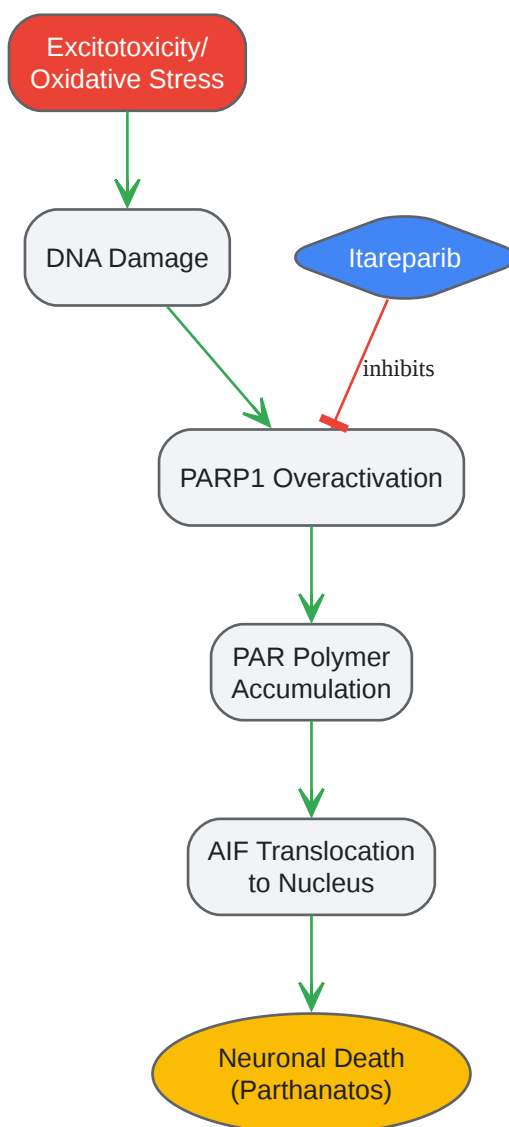 Excitotoxicity/
Oxidative Stress
DNA Damage
Itareparib
inhibits
PARP1 Overactivation
PAR Polymer
Accumulation
AIF Translocation
to Nucleus
Neuronal Death
(Parthanatos)